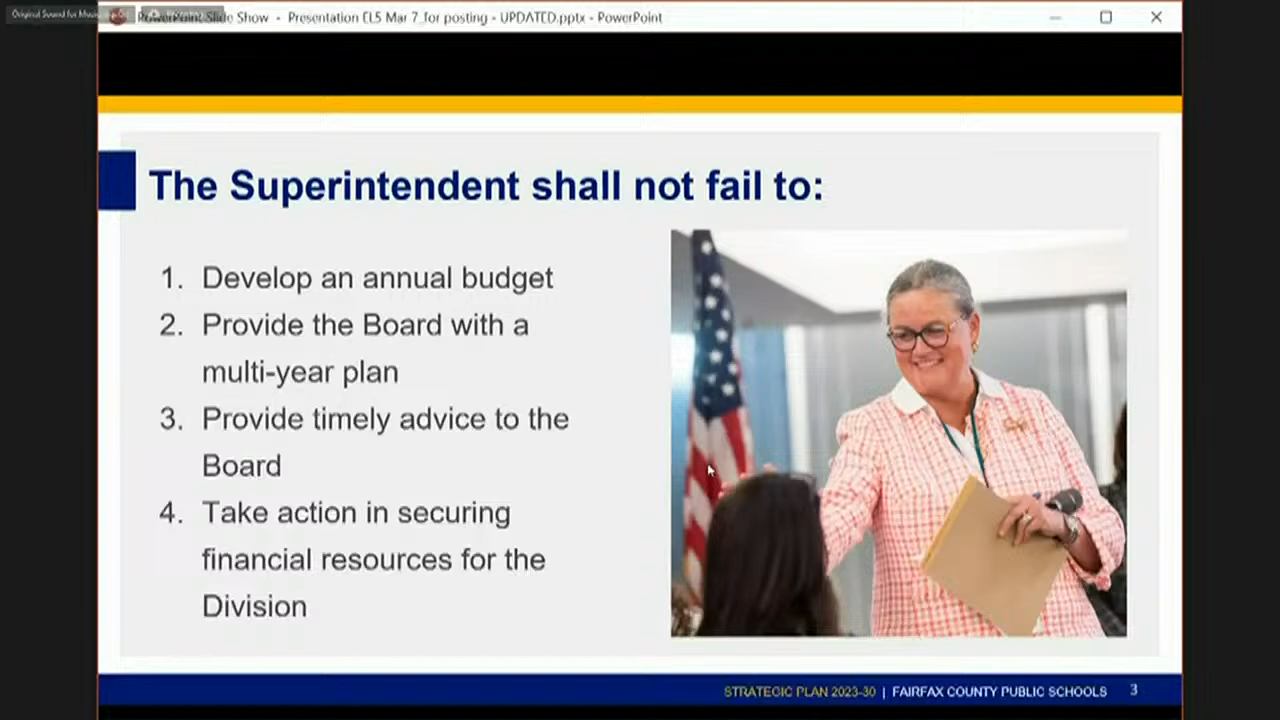 PowerPoint Slide Show - Presentation EL5 Mar 7_for posting - UPDATED.pptx - PowerPoint
The Superintendent shall not fail to:
1. Develop an annual budget
2. Provide the Board with a
multi-year plan
3. Provide timely advice to the
Board
4. Take action in securing
financial resources for the
Division
STRATEGIC PLAN 2023-30 | FAIRFAX COUNTY PUBLIC SCHOOLS 3